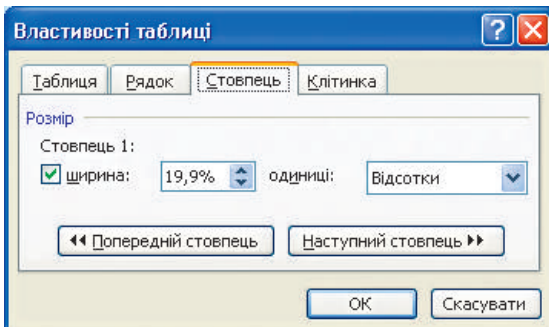 Властивості таблиці
Таблиця Рядок Стовпець Клітинка
Розмір
Стовпець 1:
ширина: 19,9% одиниці: Відсотки
Попередній стовпець Наступний стовпець
ОК Скасувати